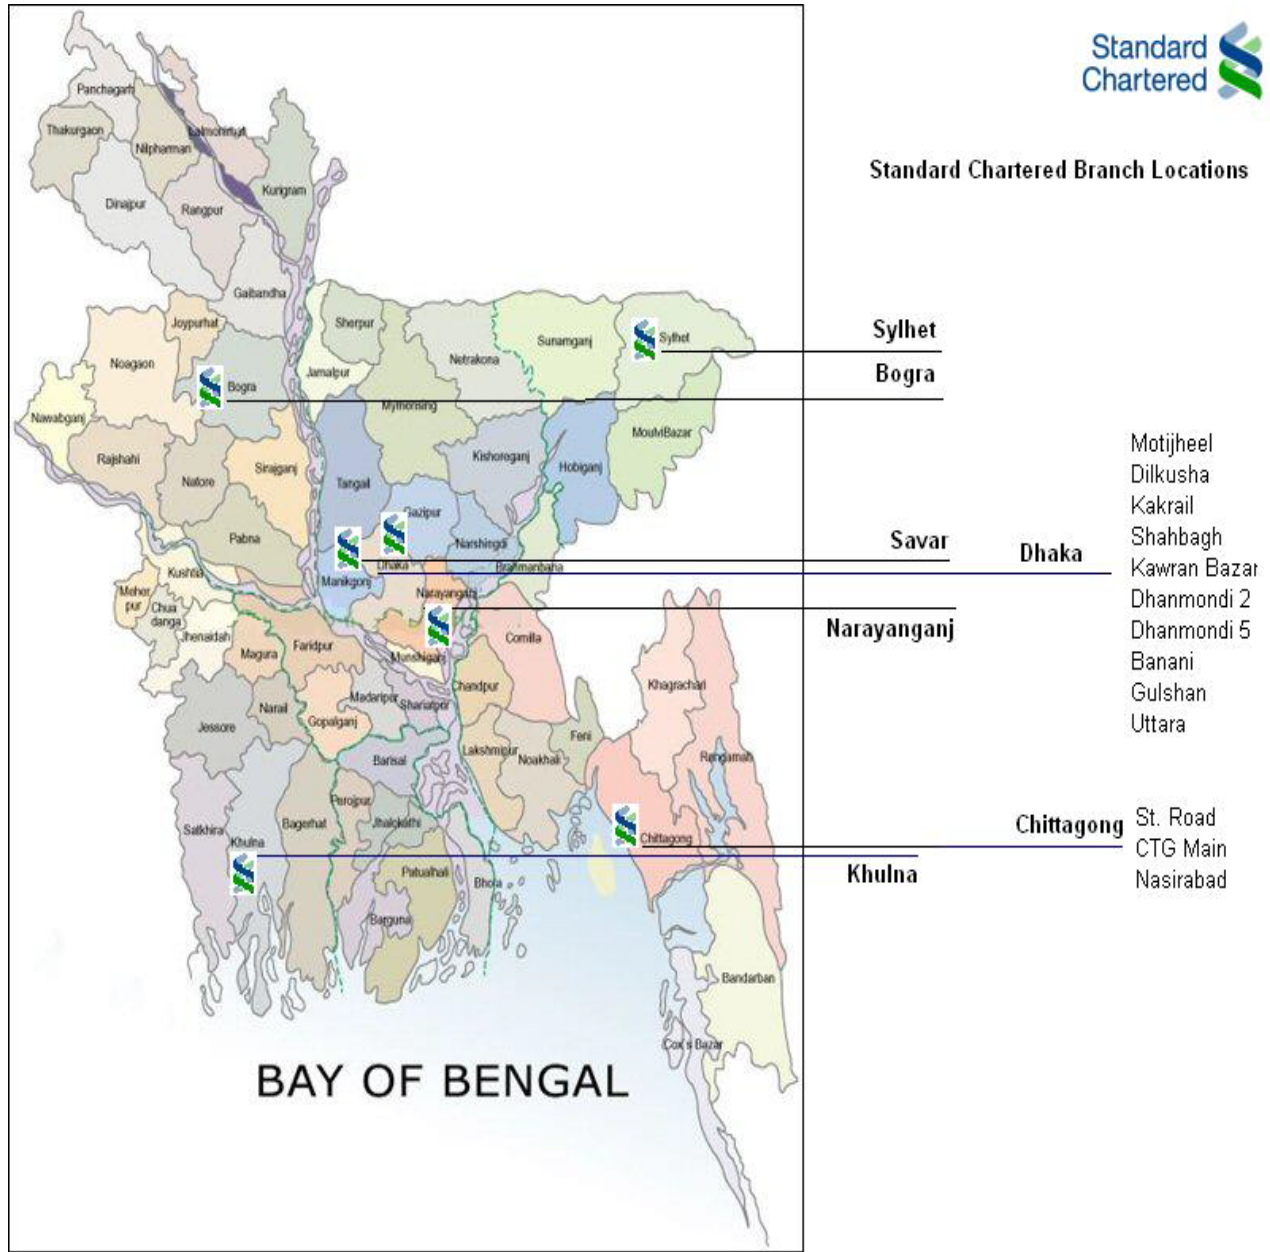 Standard
Chartered
Standard Chartered Branch Locations
Panchagarh
Thakurgaon
Nilpharmari
Lalmonirhat
Dinajpur
Rangpur
Kurigram
Gaibandha
Joypurhat
Sherpur
Jamalpur
Netrakona
Sunamganj
Sylhet
Sylhet
Noagaon
Bogra
Bogra
Mymensing
Nawabganj
MoulviBazar
Rajshahi
Natore
Sirajganj
Tangail
Kishoreganj
Hobiganj
Motijheel
Dilkusha
Kakrail
Shahbagh
Kawran Bazar
Dhanmondi 2
Dhanmondi 5
Banani
Gulshan
Uttara
Pabna
Gazipur
Narshingdi
Savar
Dhaka
Kushtia
Manikgonj
Dhaka
Brahmanbaria
Meher
pur
Chua
danga
Narayanganj
Narayanganj
Jhenaidah
Magura
Faridpur
Munshiganj
Comilla
Jessore
Narail
Gopalganj
Madaripur
Shariatpur
Chandpur
Khagrachari
Barisal
Lakshmipur
Noakhali
Feni
Rangamati
Satkhira
Khulna
Bagerhat
Perojpur
Jhalokathi
Patualhali
Barguna
Bhola
Chittagong
Chittagong
St. Road
CTG Main
Nasirabad
Khulna
Bandarban
Cox's Bazar
BAY OF BENGAL